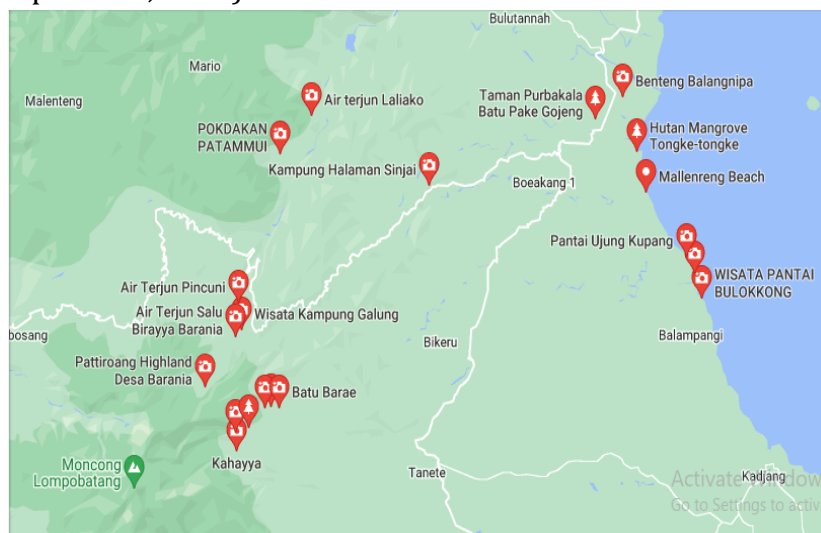 Bulutannah
Mario
Malenteng
Air terjun Laliako
Taman Purbakala
Batu Pake Gojeng
Benteng Balangnipa
POKDAKAN
PATAMMUI
Hutan Mangrove
Tongke-tongke
Kampung Halaman Sinjai
Boeakang 1
Mallenreng Beach
Pantai Ujung Kupang
WISATA PANTAI
BULOKKONG
Air Terjun Pincuni
Air Terjun Salu
Birayya Barania
Wisata Kampung Galung
bosang
Bikeru
Balampangi
Pattiroang Highland
Desa Barania
Batu Barae
Kahayya
Moncong
Lompobatang
Tanete
Kadjang
Activate Window
Go to Settings to activ